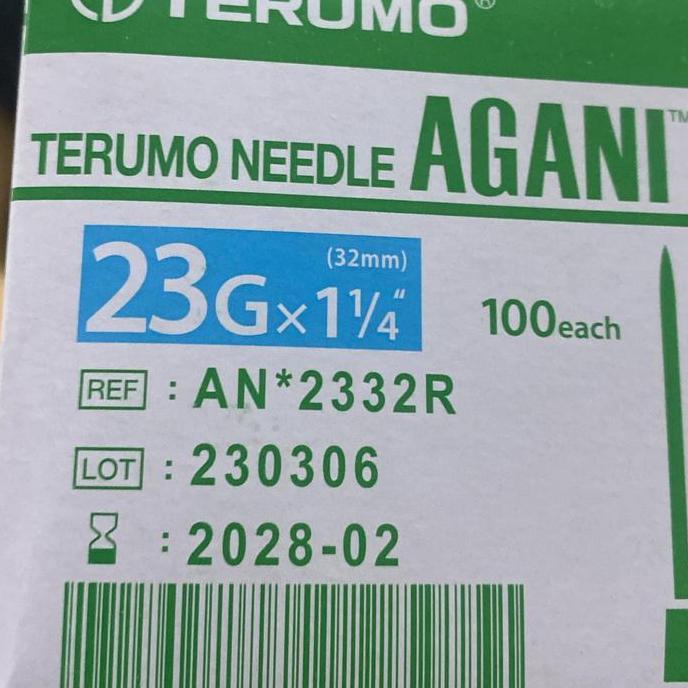 TERUMO®
TERUMO NEEDLE AGANI™
(32mm)
23G×1¼"
100each
REF : AN*2332R
LOT : 230306
: 2028-02